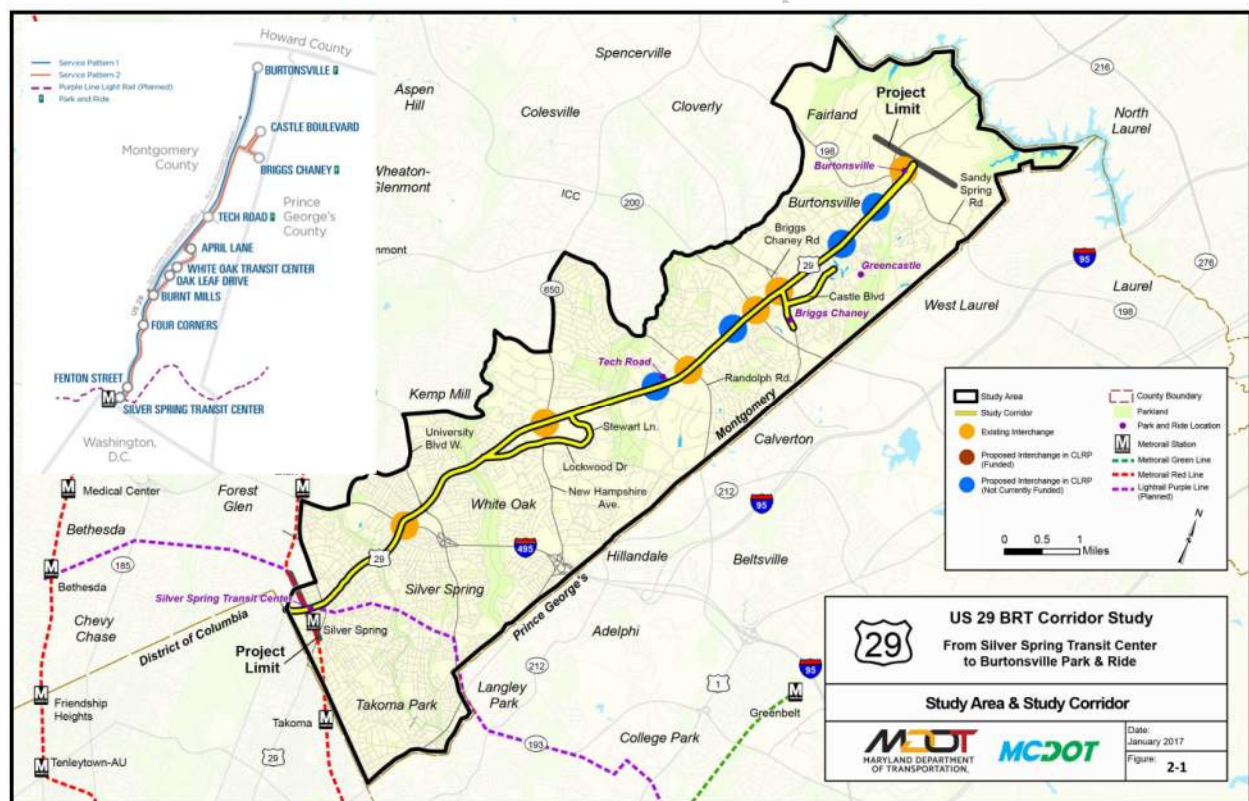 Howard County
Service Pattern 1
Service Pattern 2
Purple Line Light Rail (Planned)
P Park and Ride
BURTONSVILLE P
CASTLE BOULEVARD
Montgomery
County
BRIGGS CHANEY P
Prince
George's
County
TECH ROAD P
APRIL LANE
WHITE OAK TRANSIT CENTER
OAK LEAF DRIVE
BURNT MILLS
US 29
FOUR CORNERS
FENTON STREET
M
SILVER SPRING TRANSIT CENTER
Washington,
D.C.
Spencerville
Aspen
Hill
Colesville
Cloverly
Fairland
Project
Limit
216
North
Laurel
198
Burtonsville
Sandy
Spring
Rd
Wheaton-
Glenmont
ICC
200
Burtonsville
Briggs
Chaney Rd
29
Greencastle
95
276
Laurel
nmont
650
Castle Blvd
West Laurel
198
Briggs Chaney
Tech Road
Randolph Rd.
Montgomery
Kemp Mill
University
Blvd W.
Stewart Ln.
Calverton
Lockwood Dr
New Hampshire
Ave.
White Oak
212
95
M
Medical Center
M
Forest
Glen
Bethesda
29
495
Hillandale
Beltsville
185
M
Bethesda
Silver Spring Transit Center
Silver Spring
Prince George's
Chevy
Chase
District of Columbia
M
Silver Spring
Project
Limit
Adelphi
212
Langley
Park
1
95
M
Greenbelt
M
Friendship
Heights
Takoma
M
Takoma Park
29
193
College Park
M
Tenleytown-AU
Study Area
Study Corridor
Existing Interchange
Proposed Interchange in CLRP
(Funded)
Proposed Interchange in CLRP
(Not Currently Funded)
County Boundary
Parkland
Park and Ride Location
M Metrorail Station
Metrorail Green Line
Metrorail Red Line
Lightrail Purple Line
(Planned)
N
0 0.5 1
Miles
29
US 29 BRT Corridor Study
From Silver Spring Transit Center
to Burtonsville Park & Ride
Study Area & Study Corridor
MDOT
MARYLAND DEPARTMENT
OF TRANSPORTATION.
MCDOT
Date:
January 2017
Figure:
2-1